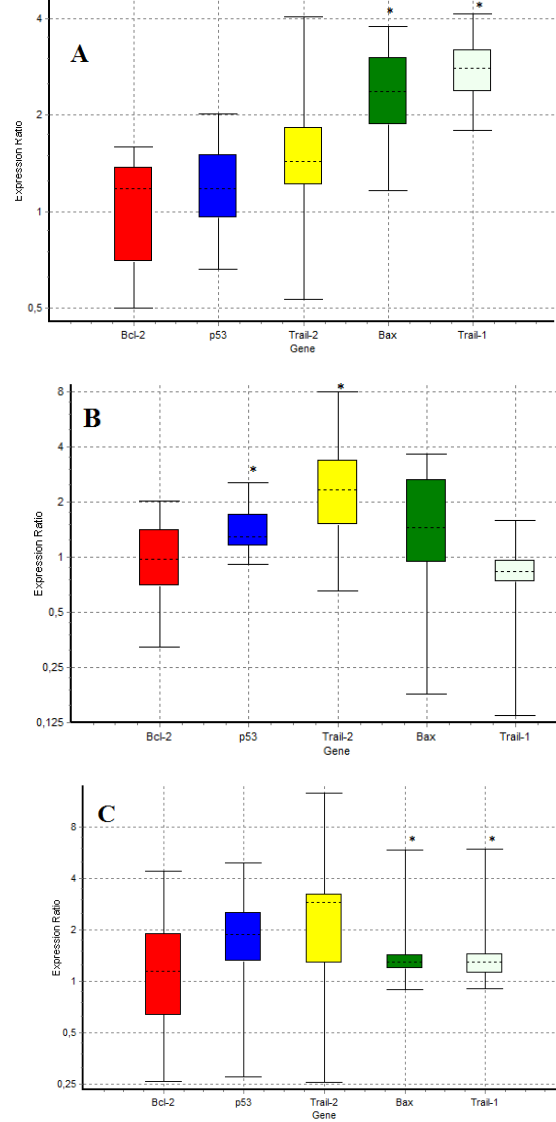 4
*
*
A
2
Expression Ratio
1
0,5
Bcl-2 p53 Trail-2 Bax Trail-1
Gene
8
*
B
4
*
2
Expression Ratio
1
0,5
0,25
0,125
Bcl-2 p53 Trail-2 Bax Trail-1
Gene
C
8
* *
4
Expression Ratio
2
1
0,5
0,25
Bcl-2 p53 Trail-2 Bax Trail-1
Gene